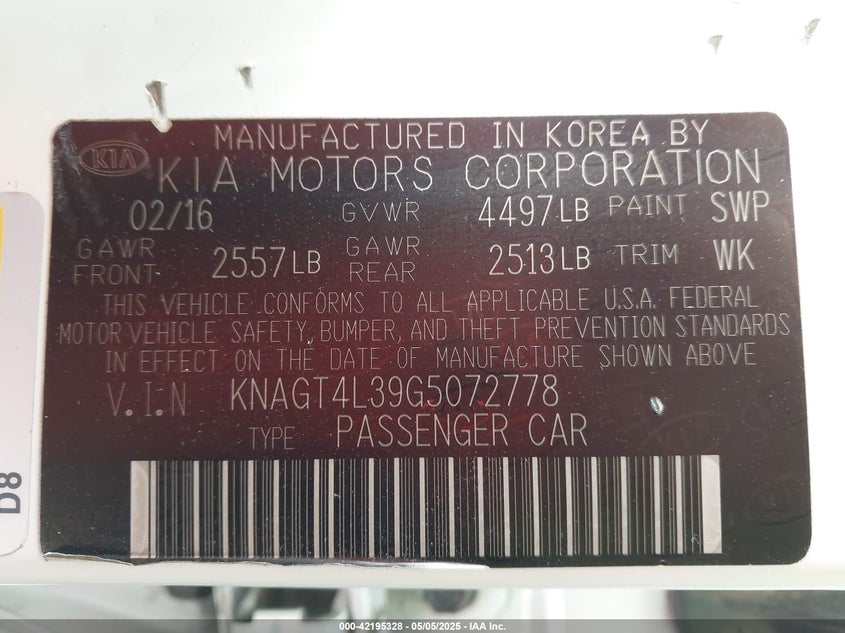 MANUFACTURED IN KOREA BY
KIA KIA MOTORS CORPORATION
02/16 GVWR 4497LB PAINT SWP
GAWR FRONT 2557LB GAWR REAR 2513LB TRIM WK
THIS VEHICLE CONFORMS TO ALL APPLICABLE U.S.A. FEDERAL
MOTOR VEHICLE SAFETY, BUMPER, AND THEFT PREVENTION STANDARDS
IN EFFECT ON THE DATE OF MANUFACTURE SHOWN ABOVE
V.I.N KNAGT4L39G5072778
TYPE PASSENGER CAR
KIA
KIA
D8
000-42195328 - 05/05/2025 - IAA Inc.